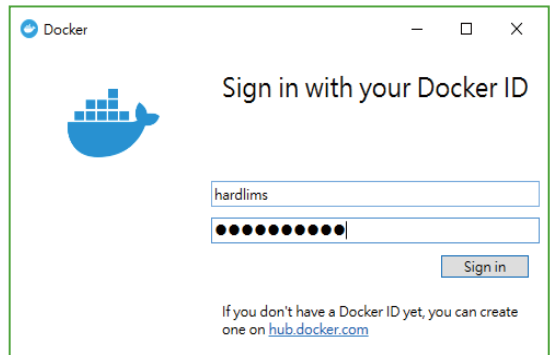 Docker
Sign in with your Docker ID
hardlims
●●●●●●●●●●
Sign in
If you don't have a Docker ID yet, you can create
one on hub.docker.com